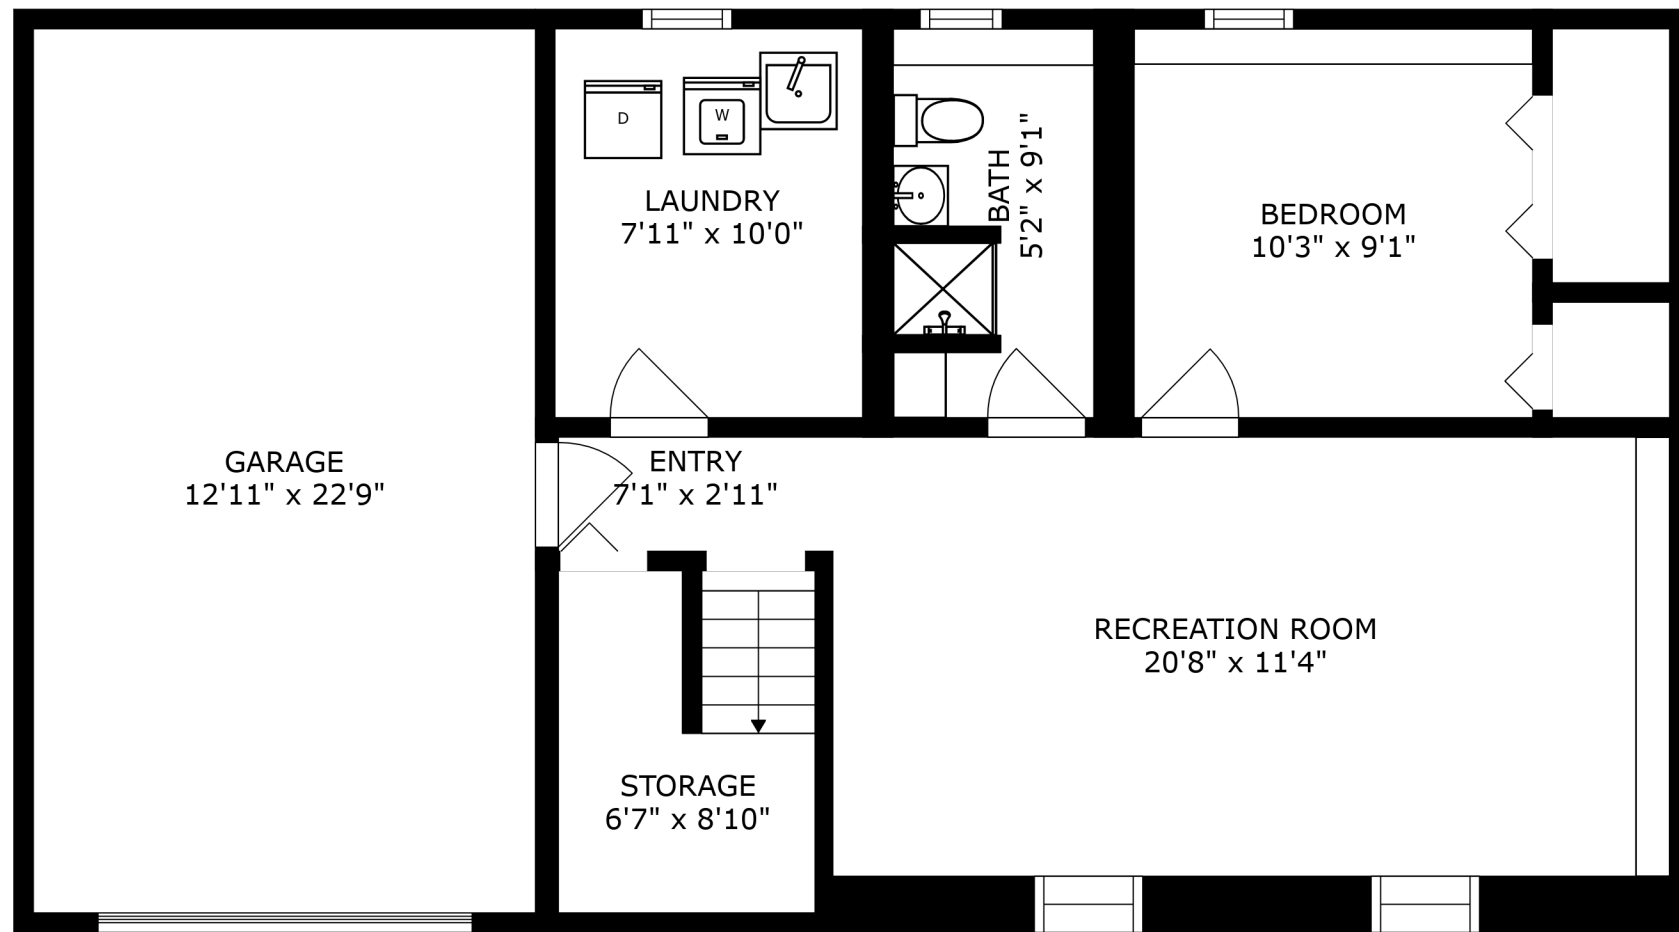 D
W
LAUNDRY
7'11" x 10'0"
BATH
5'2" x 9'1"
BEDROOM
10'3" x 9'1"
GARAGE
12'11" x 22'9"
ENTRY
7'1" x 2'11"
RECREATION ROOM
20'8" x 11'4"
STORAGE
6'7" x 8'10"